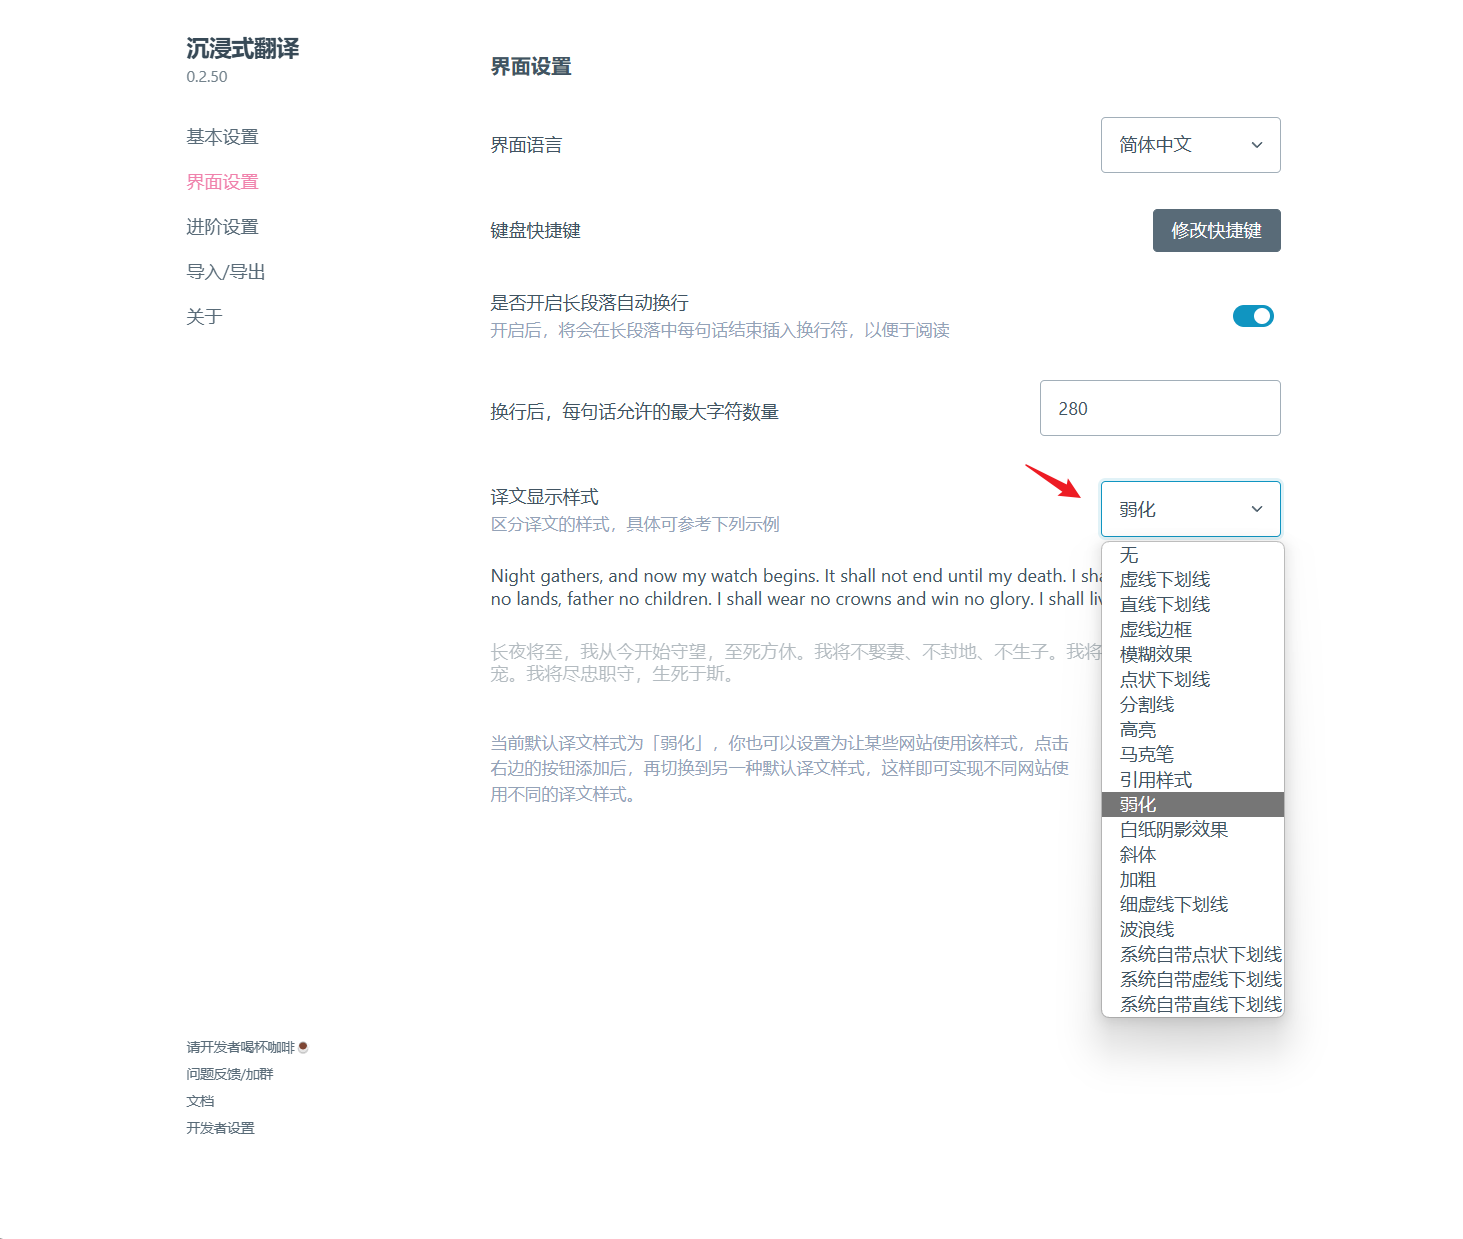 沉浸式翻译
0.2.50
基本设置
界面设置
进阶设置
导入/导出
关于
请开发者喝杯咖啡
问题反馈/加群
文档
开发者设置
界面设置
界面语言
简体中文
键盘快捷键
修改快捷键
是否开启长段落自动换行
开启后，将会在长段落中每句话结束插入换行符，以便于阅读
换行后，每句话允许的最大字符数量
280
译文显示样式
区分译文的样式，具体可参考下列示例
弱化
Night gathers, and now my watch begins. It shall not end until my death. I sha
no lands, father no children. I shall wear no crowns and win no glory. I shall liv
长夜将至，我从今开始守望，至死方休。我将不娶妻、不封地、不生子。我将
宠。我将尽忠职守，生死于斯。
当前默认译文样式为「弱化」，你也可以设置为让某些网站使用该样式，点击
右边的按钮添加后，再切换到另一种默认译文样式，这样即可实现不同网站使
用不同的译文样式。
无
虚线下划线
直线下划线
虚线边框
模糊效果
点状下划线
分割线
高亮
马克笔
引用样式
弱化
白纸阴影效果
斜体
加粗
细虚线下划线
波浪线
系统自带点状下划线
系统自带虚线下划线
系统自带直线下划线